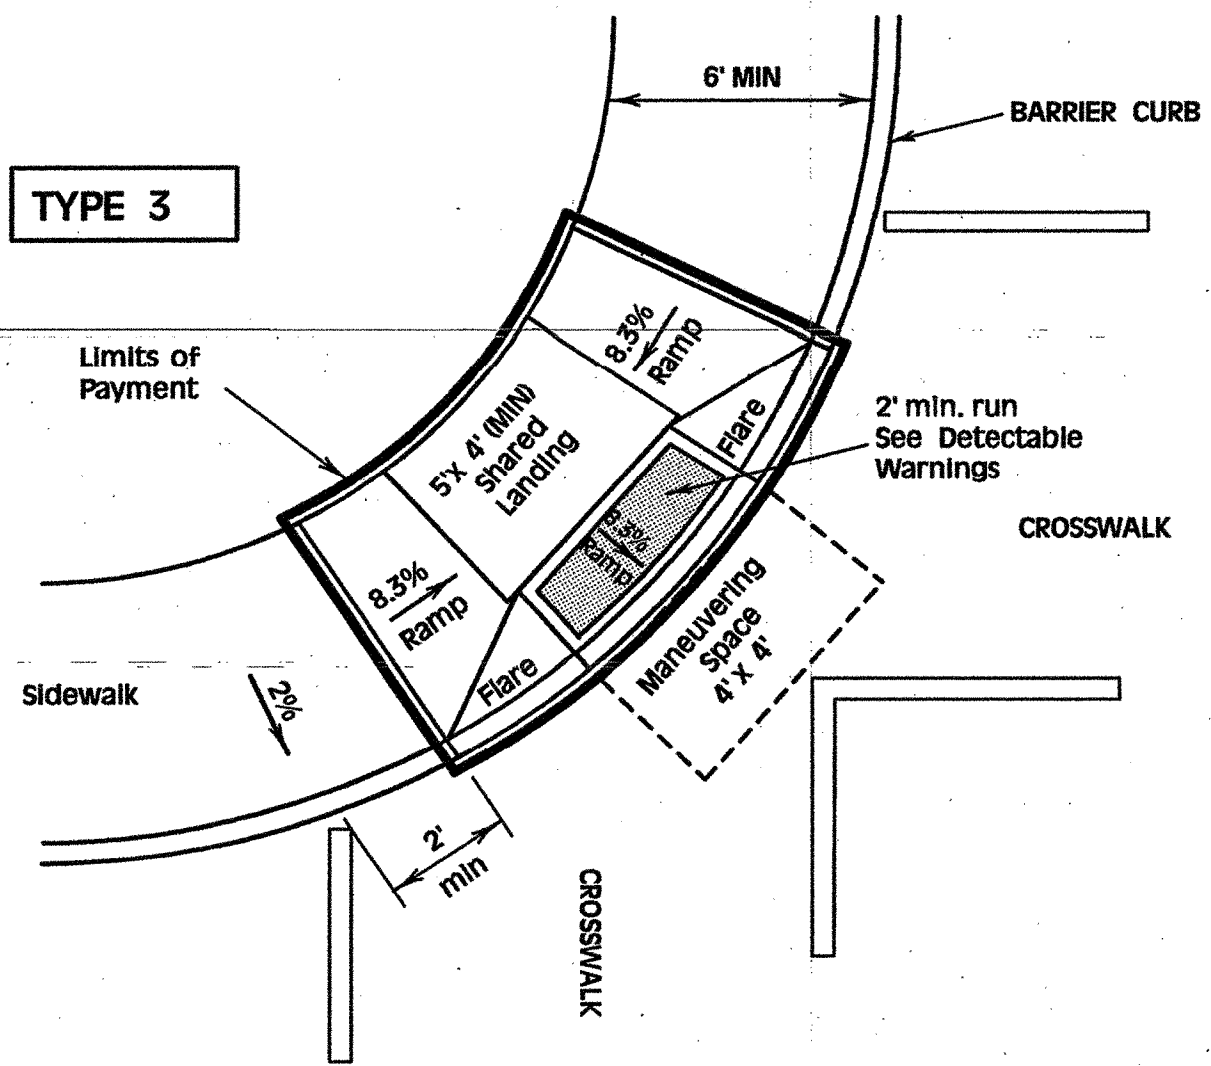 6' MIN
BARRIER CURB
TYPE 3
8.3%
Ramp
Limits of
Payment
5'X 4' (MIN)
Shared
Landing
Flare
2' min. run
See Detectable
Warnings
CROSSWALK
8.3%
Ramp
8.3%
Ramp
Maneuvering
Space
4' X 4'
Flare
Sidewalk
2%
2'
min
CROSSWALK